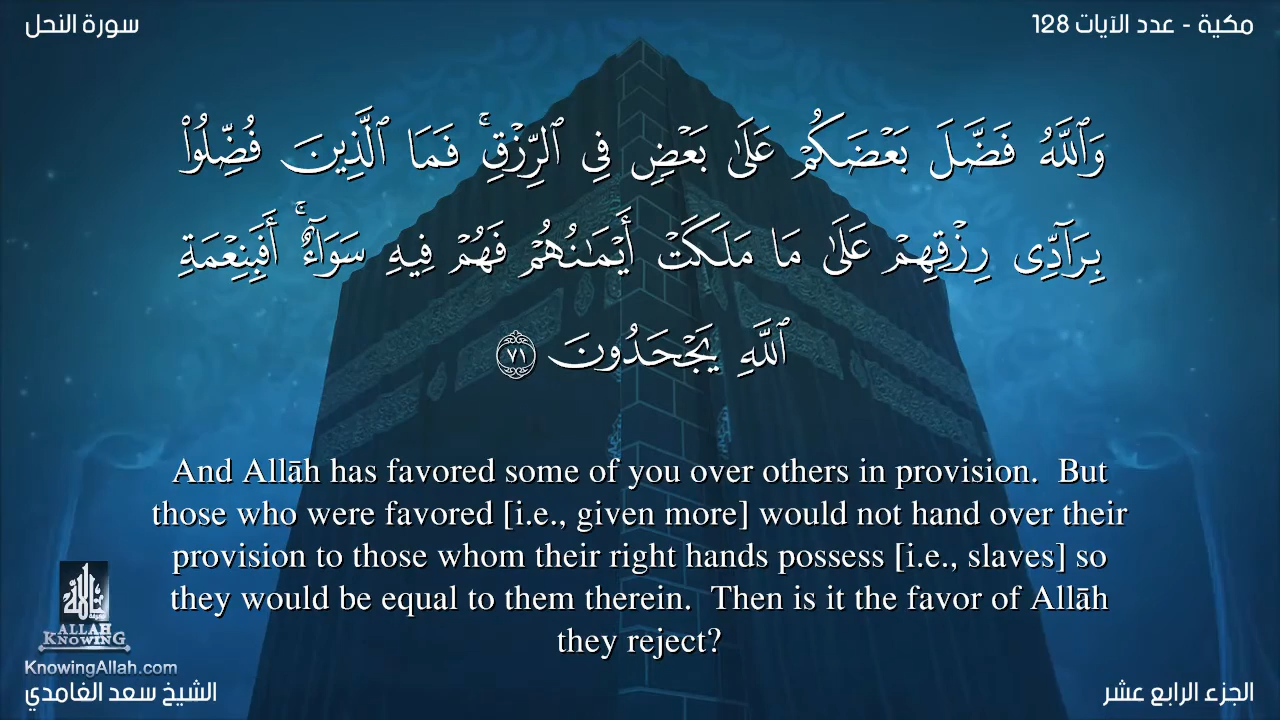 سورة النحل
مكية - عدد الآيات 128
وَٱللَّهُ فَضَّلَ بَعْضَكُمْ عَلَىٰ بَعْضٍ فِى ٱلرِّزْقِ ۚ فَمَا ٱلَّذِينَ فُضِّلُوا۟
بِرَآدِّى رِزْقِهِمْ عَلَىٰ مَا مَلَكَتْ أَيْمَـٰنُهُمْ فَهُمْ فِيهِ سَوَآءٌ ۚ أَفَبِنِعْمَةِ
ٱللَّهِ يَجْحَدُونَ ٧١
And Allāh has favored some of you over others in provision.  But
those who were favored [i.e., given more] would not hand over their
provision to those whom their right hands possess [i.e., slaves] so
they would be equal to them therein.  Then is it the favor of Allāh
they reject?
ALLAH
KNOWING
KnowingAllah.com
الشيخ سعد الغامدي
الجزء الرابع عشر